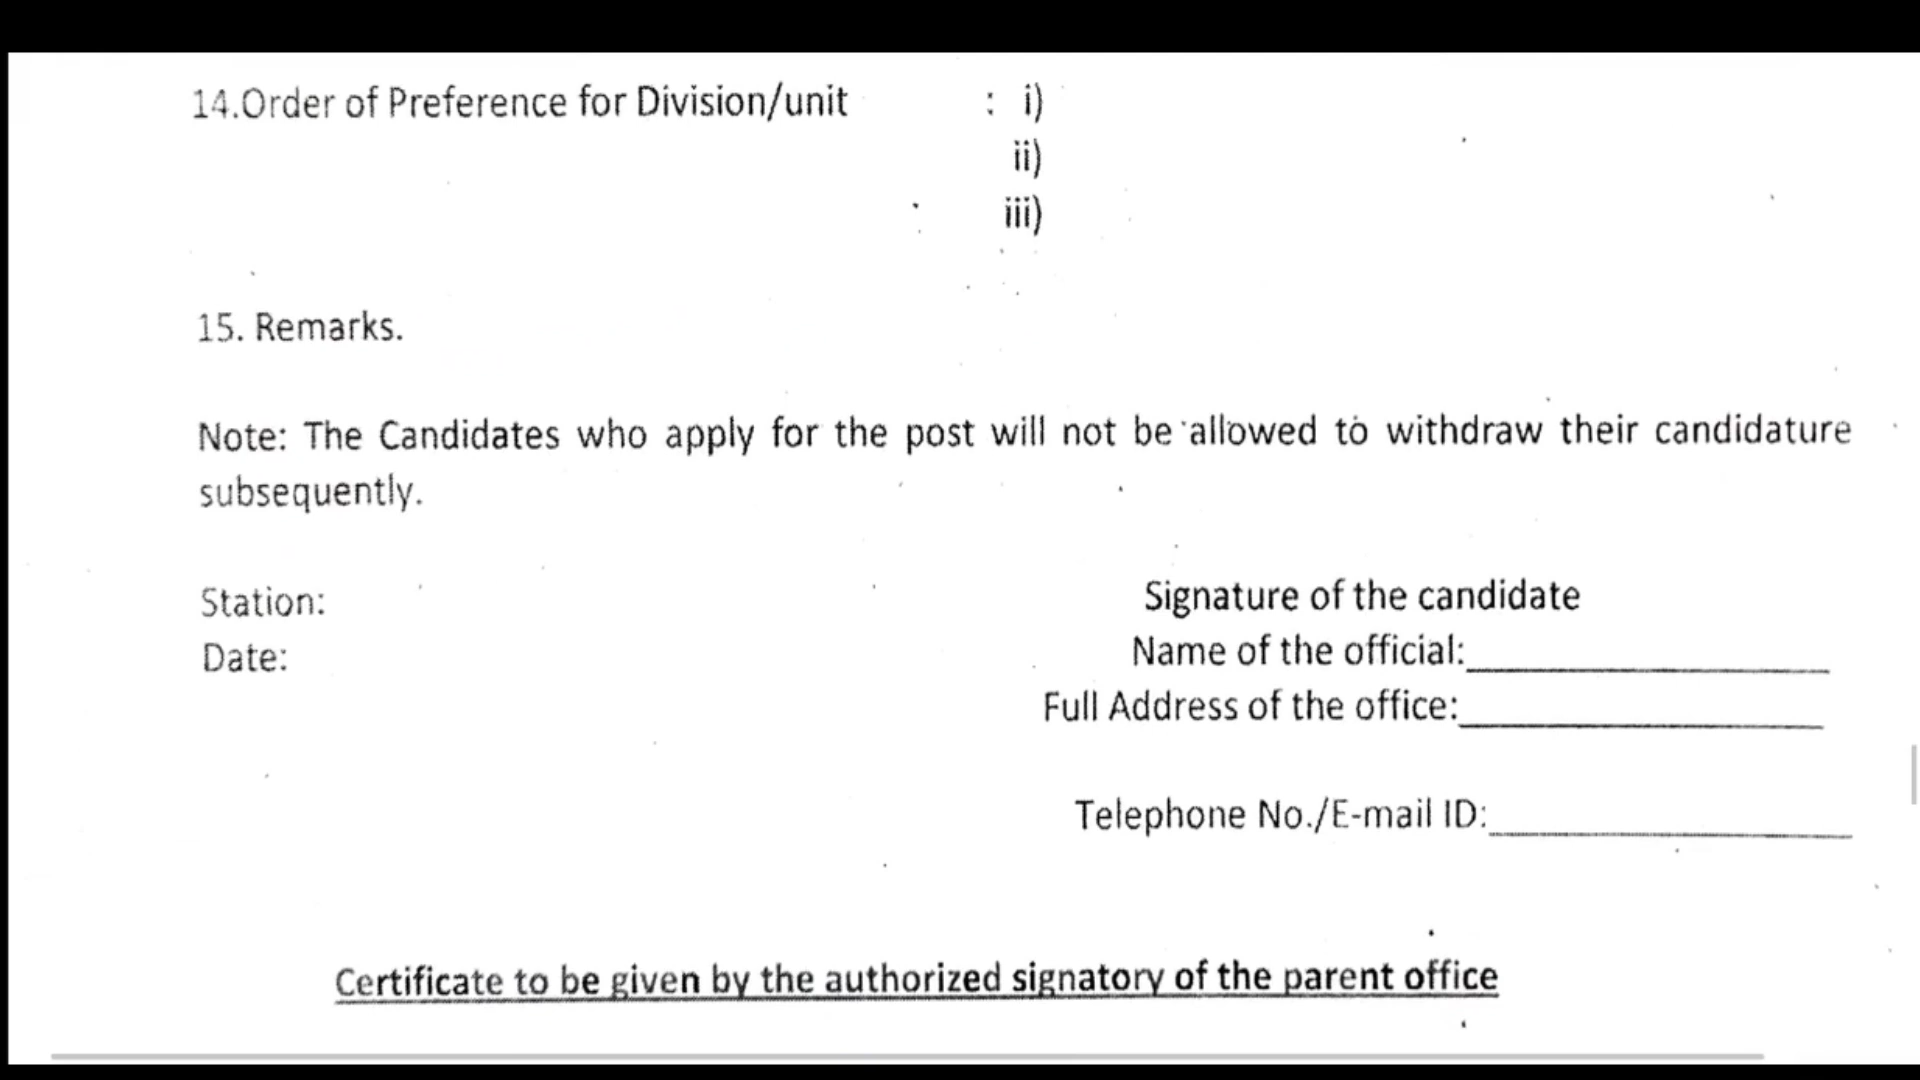 14.Order of Preference for Division/unit : i)
ii)
iii)
15. Remarks.
Note: The Candidates who apply for the post will not be allowed to withdraw their candidature
subsequently.
Station:
Signature of the candidate
Date:
Name of the official:____________________
Full Address of the office:____________________
Telephone No./E-mail ID:____________________
Certificate to be given by the authorized signatory of the parent office